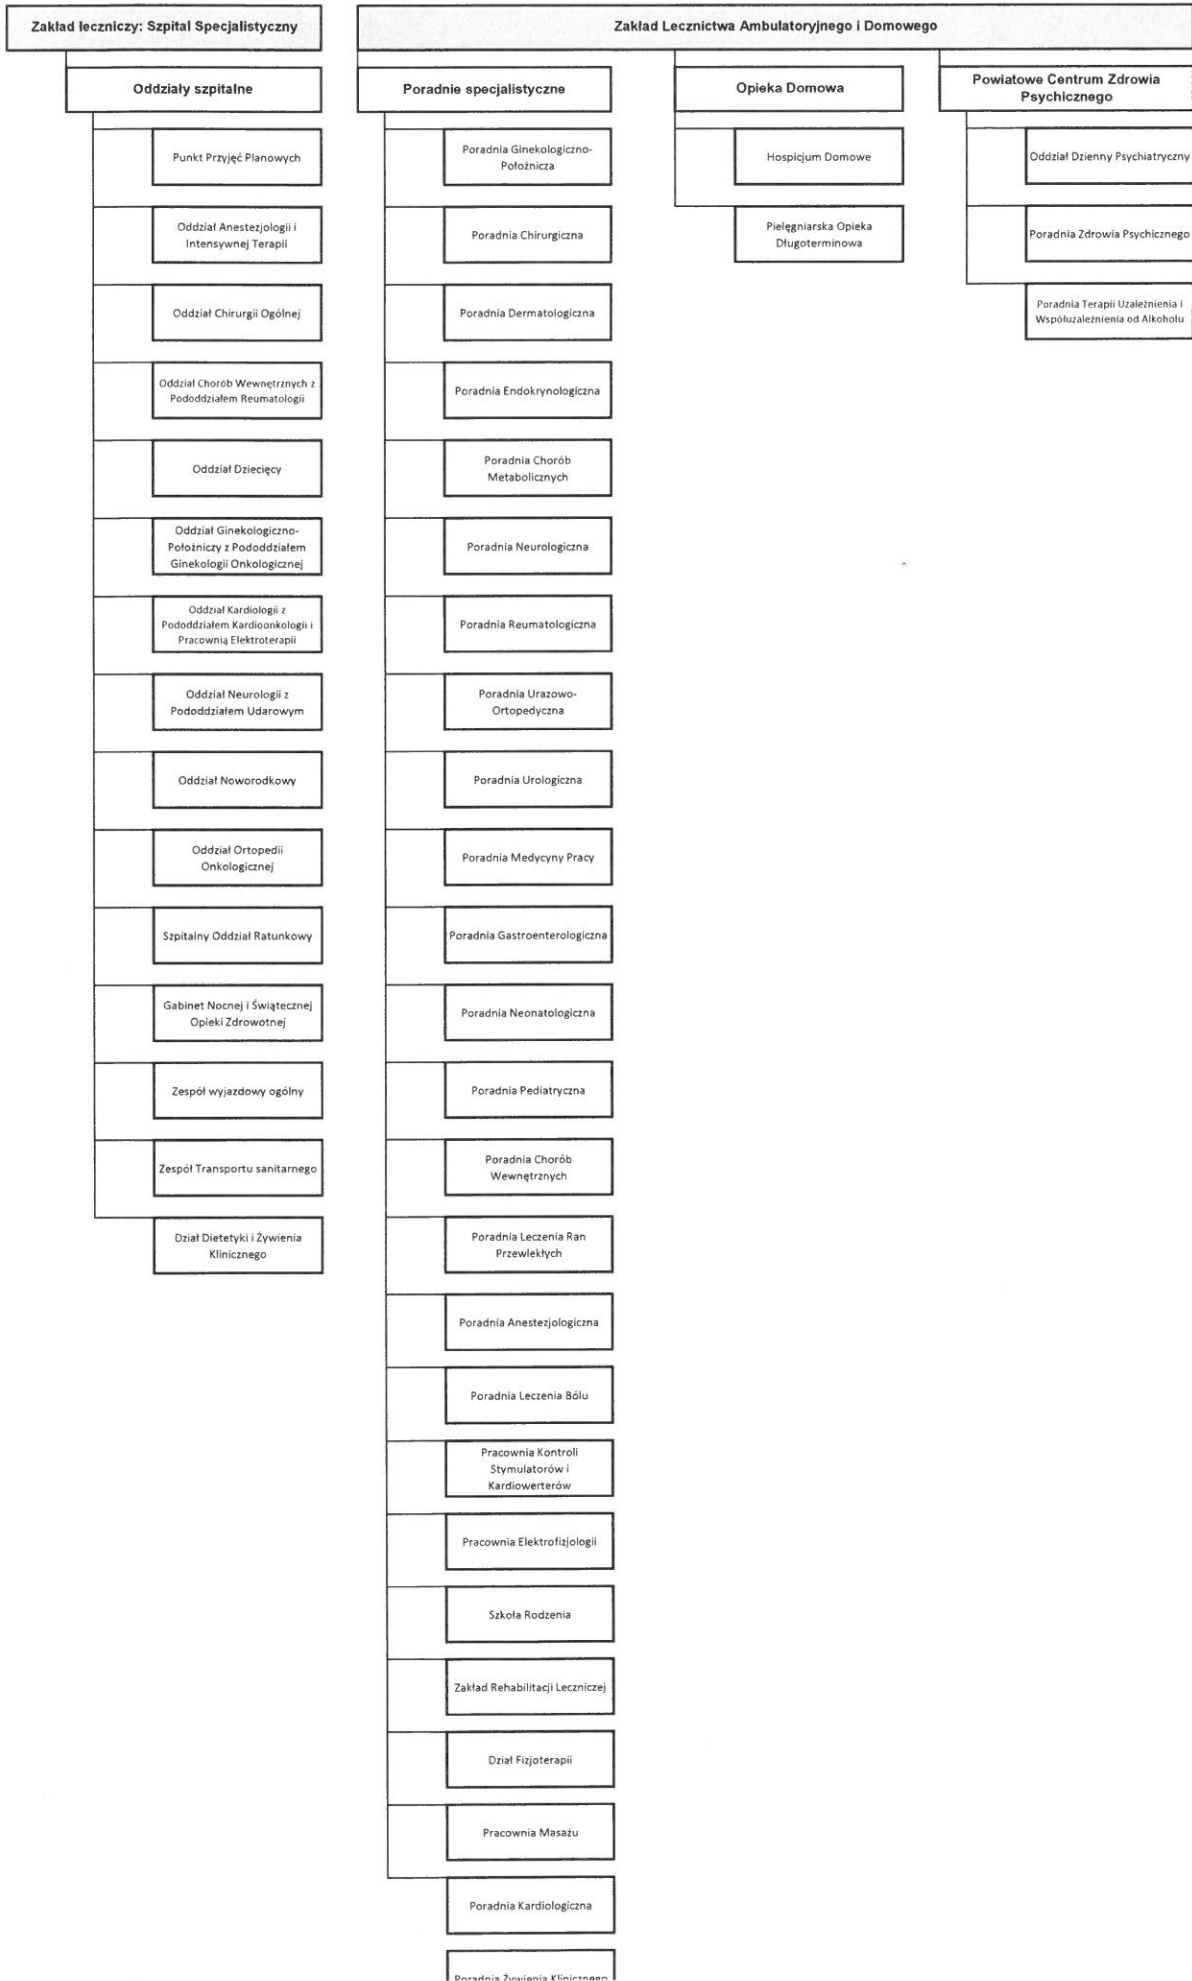 Zakład leczniczy: Szpital Specjalistyczny
Oddziały szpitalne
Punkt Przyjęć Planowych
Oddział Anestezjologii i
Intensywnej Terapii
Oddział Chirurgii Ogólnej
Oddział Chorób Wewnętrznych z
Pododdziałem Reumatologii
Oddział Dziecięcy
Oddział Ginekologiczno-
Położniczy z Pododdziałem
Ginekologii Onkologicznej
Oddział Kardiologii z
Pododdziałem Kardioonkologii i
Pracownią Elektroterapii
Oddział Neurologii z
Pododdziałem Udarowym
Oddział Noworodkowy
Oddział Ortopedii
Onkologicznej
Szpitalny Oddział Ratunkowy
Gabinet Nocnej i Świątecznej
Opieki Zdrowotnej
Zespół wyjazdowy ogólny
Zespół Transportu sanitarnego
Dział Dietetyki i Żywienia
Klinicznego
Zakład Lecznictwa Ambulatoryjnego i Domowego
Poradnie specjalistyczne
Poradnia Ginekologiczno-
Położnicza
Poradnia Chirurgiczna
Poradnia Dermatologiczna
Poradnia Endokrynologiczna
Poradnia Chorób
Metabolicznych
Poradnia Neurologiczna
Poradnia Reumatologiczna
Poradnia Urazowo-
Ortopedyczna
Poradnia Urologiczna
Poradnia Medycyny Pracy
Poradnia Gastroenterologiczna
Poradnia Neonatologiczna
Poradnia Pediatryczna
Poradnia Chorób
Wewnętrznych
Poradnia Leczenia Ran
Przewlekłych
Poradnia Anestezjologiczna
Poradnia Leczenia Bólu
Pracownia Kontroli
Stymulatorów i
Kardiowerterów
Pracownia Elektrofizjologii
Szkoła Rodzenia
Zakład Rehabilitacji Leczniczej
Dział Fizjoterapii
Pracownia Masażu
Poradnia Kardiologiczna
Poradnia Żywienia Klinicznego
Opieka Domowa
Hospicjum Domowe
Pielęgniarska Opieka
Długoterminowa
Powiatowe Centrum Zdrowia
Psychicznego
Oddział Dzienny Psychiatryczny
Poradnia Zdrowia Psychicznego
Poradnia Terapii Uzależnienia i
Współuzależnienia od Alkoholu